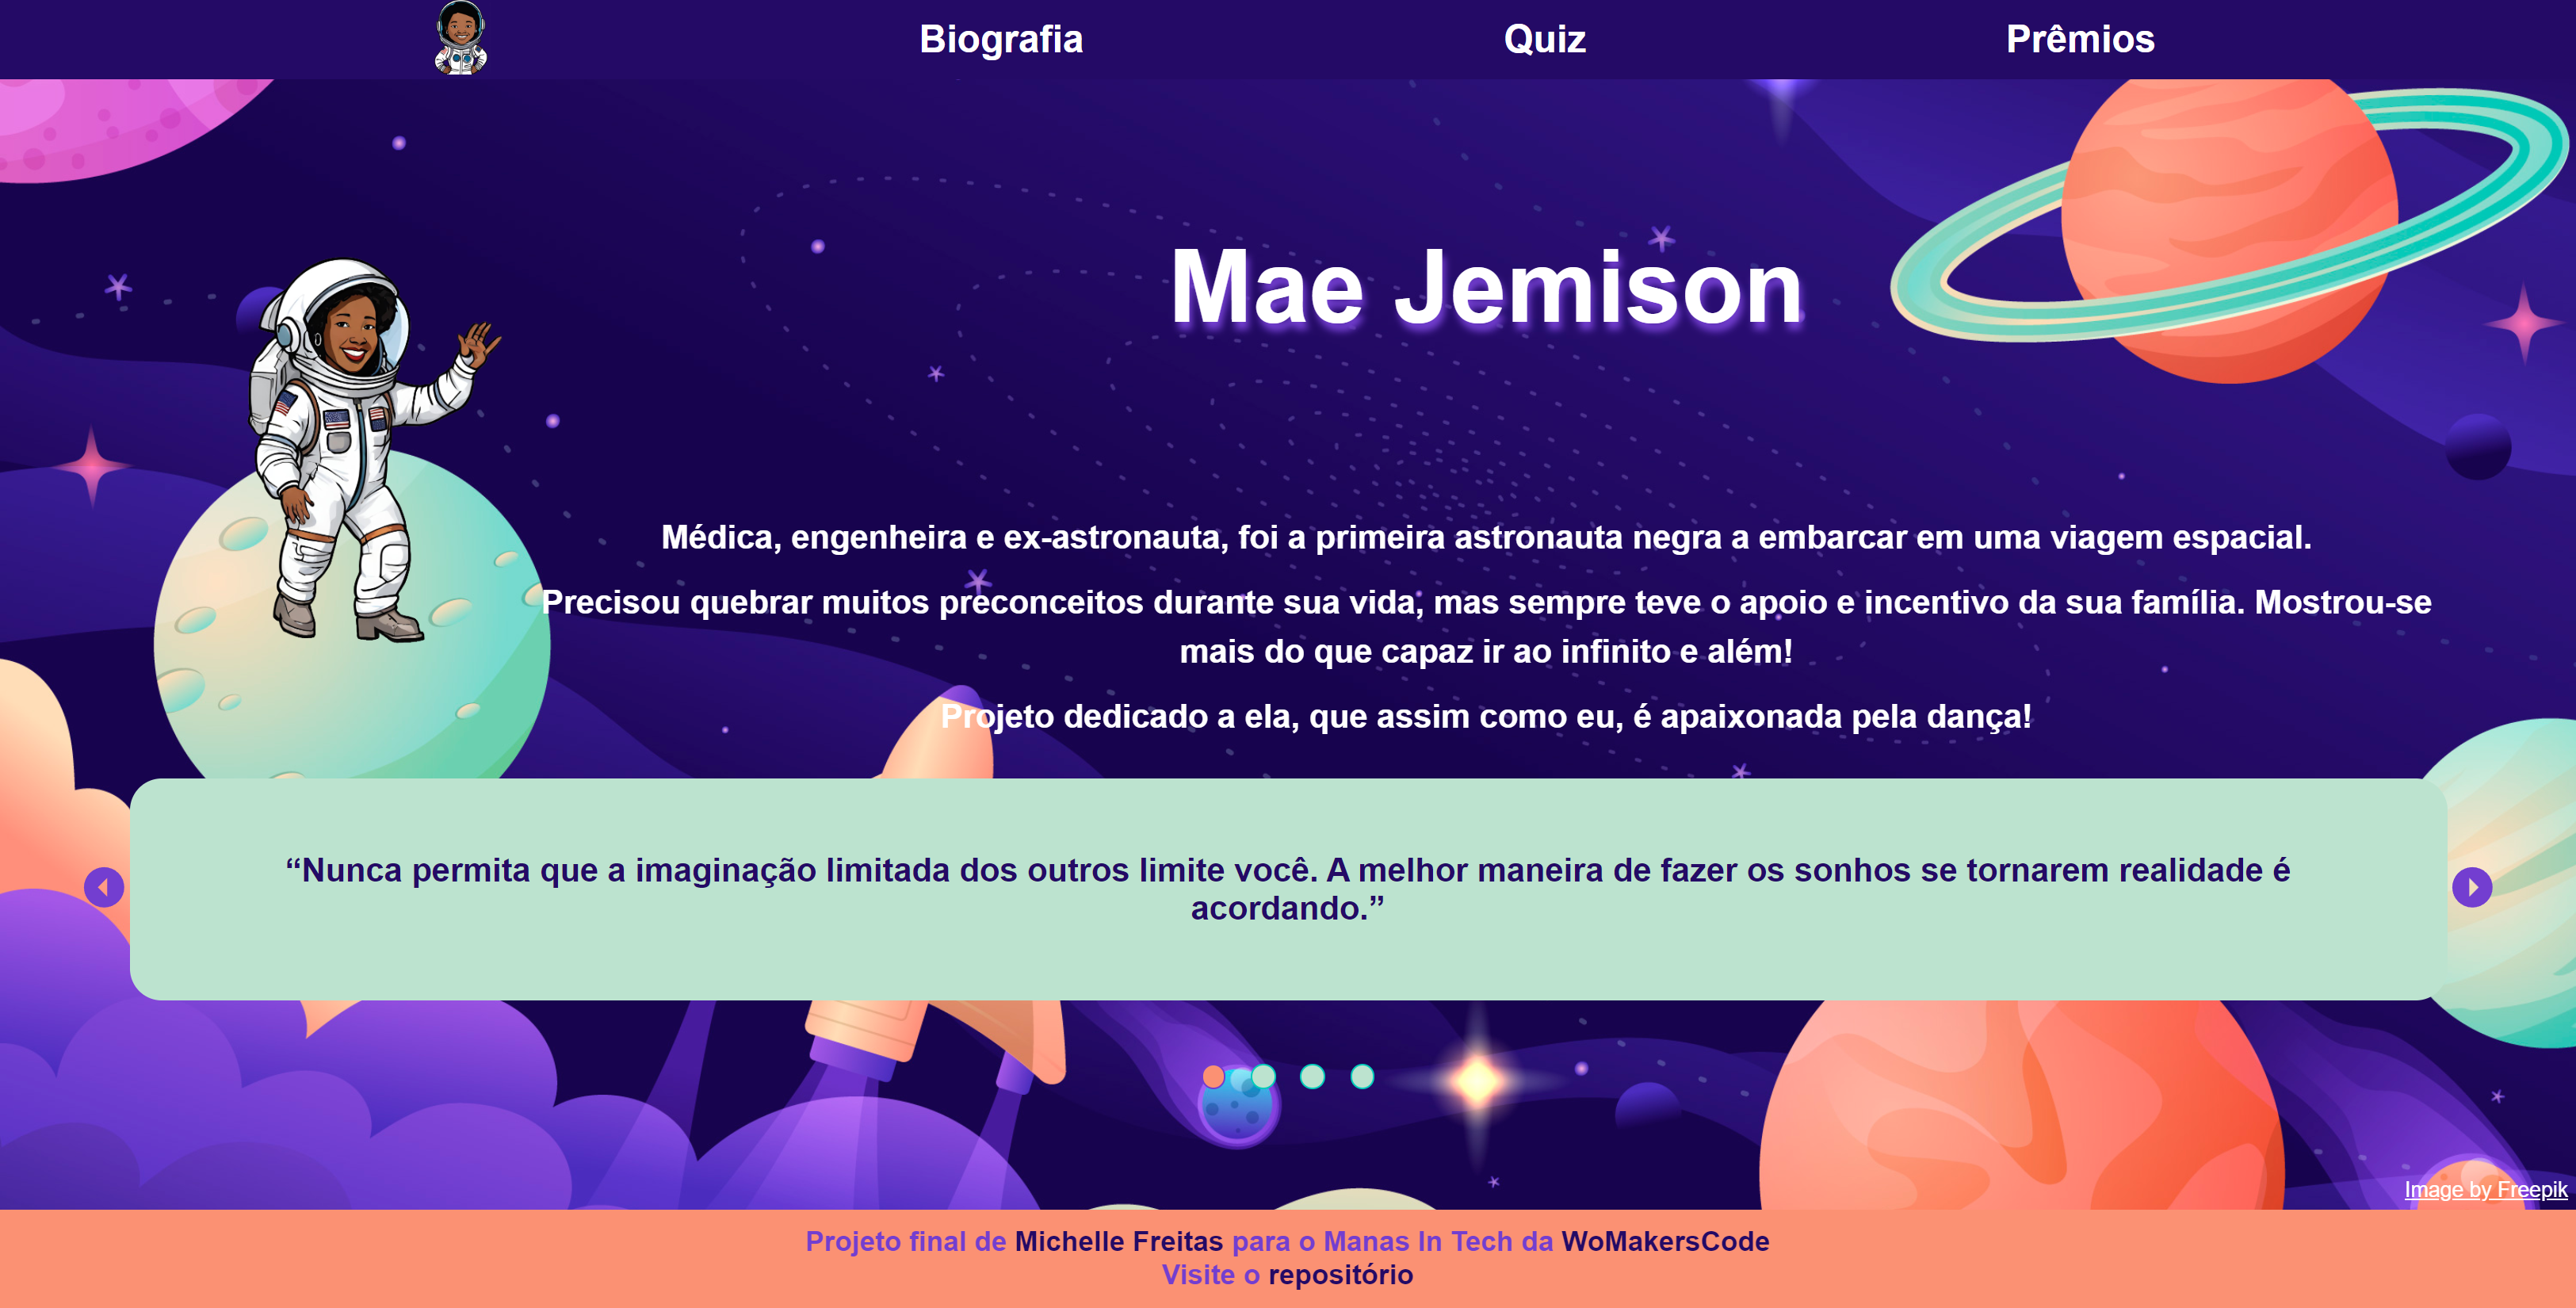 Biografia
Quiz
Prêmios
Mae Jemison
Médica, engenheira e ex-astronauta, foi a primeira astronauta negra a embarcar em uma viagem espacial.
Precisou quebrar muitos preconceitos durante sua vida, mas sempre teve o apoio e incentivo da sua família. Mostrou-se
mais do que capaz ir ao infinito e além!
Projeto dedicado a ela, que assim como eu, é apaixonada pela dança!
“Nunca permita que a imaginação limitada dos outros limite você. A melhor maneira de fazer os sonhos se tornarem realidade é
acordando.”
Image by Freepik
Projeto final de Michelle Freitas para o Manas In Tech da WoMakersCode
Visite o repositório